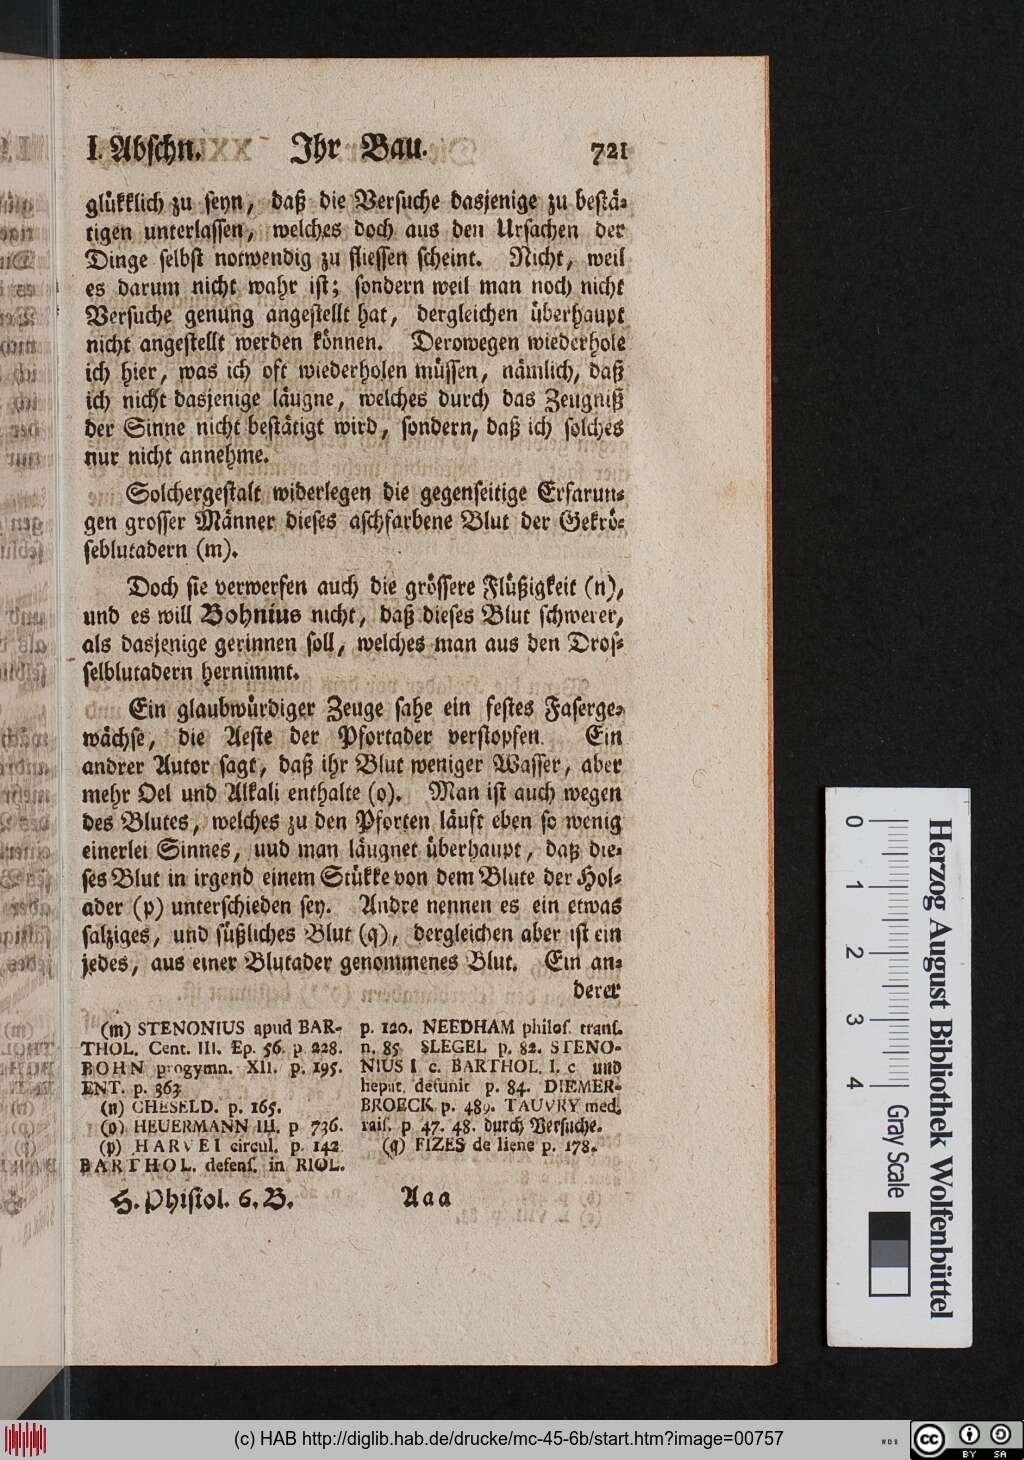 I. Abschn. Ihr Bau. 721
glükklich zu seyn, daß die Versuche dasjenige zu bestä-
tigen unterlassen, welches doch aus den Ursachen der
Dinge selbst notwendig zu fliessen scheint. Nicht, weil
es darum nicht wahr ist; sondern weil man noch nicht
Versuche genung angestellt hat, dergleichen überhaupt
nicht angestellt werden können. Derowegen wiederhole
ich hier, was ich oft wiederholen müssen, nämlich, daß
ich nicht dasjenige läugne, welches durch das Zeugniß
der Sinne nicht bestätigt wird, sondern, daß ich solches
nur nicht annehme.
Solchergestalt widerlegen die gegenseitige Erfarun-
gen grosser Männer dieses aschfarbene Blut der Gekrö-
seblutadern (m).
Doch sie verwerfen auch die grössere Flüßigkeit (n),
und es will Bohnius nicht, daß dieses Blut schwerer,
als dasjenige gerinnen soll, welches man aus den Dros-
selblutadern hernimmt.
Ein glaubwürdiger Zeuge sahe ein festes Faserge-
wächse, die Aeste der Pfortader verstopfen. Ein
andrer Autor sagt, daß ihr Blut weniger Wasser, aber
mehr Oel und Alkali enthalte (o). Man ist auch wegen
des Blutes, welches zu den Pforten läuft eben so wenig
einerlei Sinnes, uud man läugnet überhaupt, daß die-
ses Blut in irgend einem Stükke von dem Blute der Hol-
ader (p) unterschieden sey. Andre nennen es ein etwas
salziges, und süßliches Blut (q), dergleichen aber ist ein
jedes, aus einer Blutader genommenes Blut. Ein an-
derer
(m) STENONIUS apud BAR-
THOL. Cent. III. Ep. 56. p. 228.
BOHN progymn. XII. p. 195.
ENT. p. 363
(n) CHESELD. p. 165.
(o) HEUERMANN III. p 736.
(p) HARVEI circul. p. 142
BARTHOL. defens. in RIOL.
p. 120. NEEDHAM philos. trans.
n. 85 SLEGEL p. 82. STENO-
NIUS l. c. BARTHOL. l. c und
hepat. defunit p. 84. DIEMER-
BROECK p. 489. TAUVRY med.
rais. p 47. 48. durch Versuche.
(q) FIZES de liene p. 178.
H. Phisiol. 6. B. Aaa
0 1 2 3 4
Herzog August Bibliothek Wolfenbüttel
Gray Scale
(c) HAB http://diglib.hab.de/drucke/mc-45-6b/start.htm?image=00757
cc BY SA